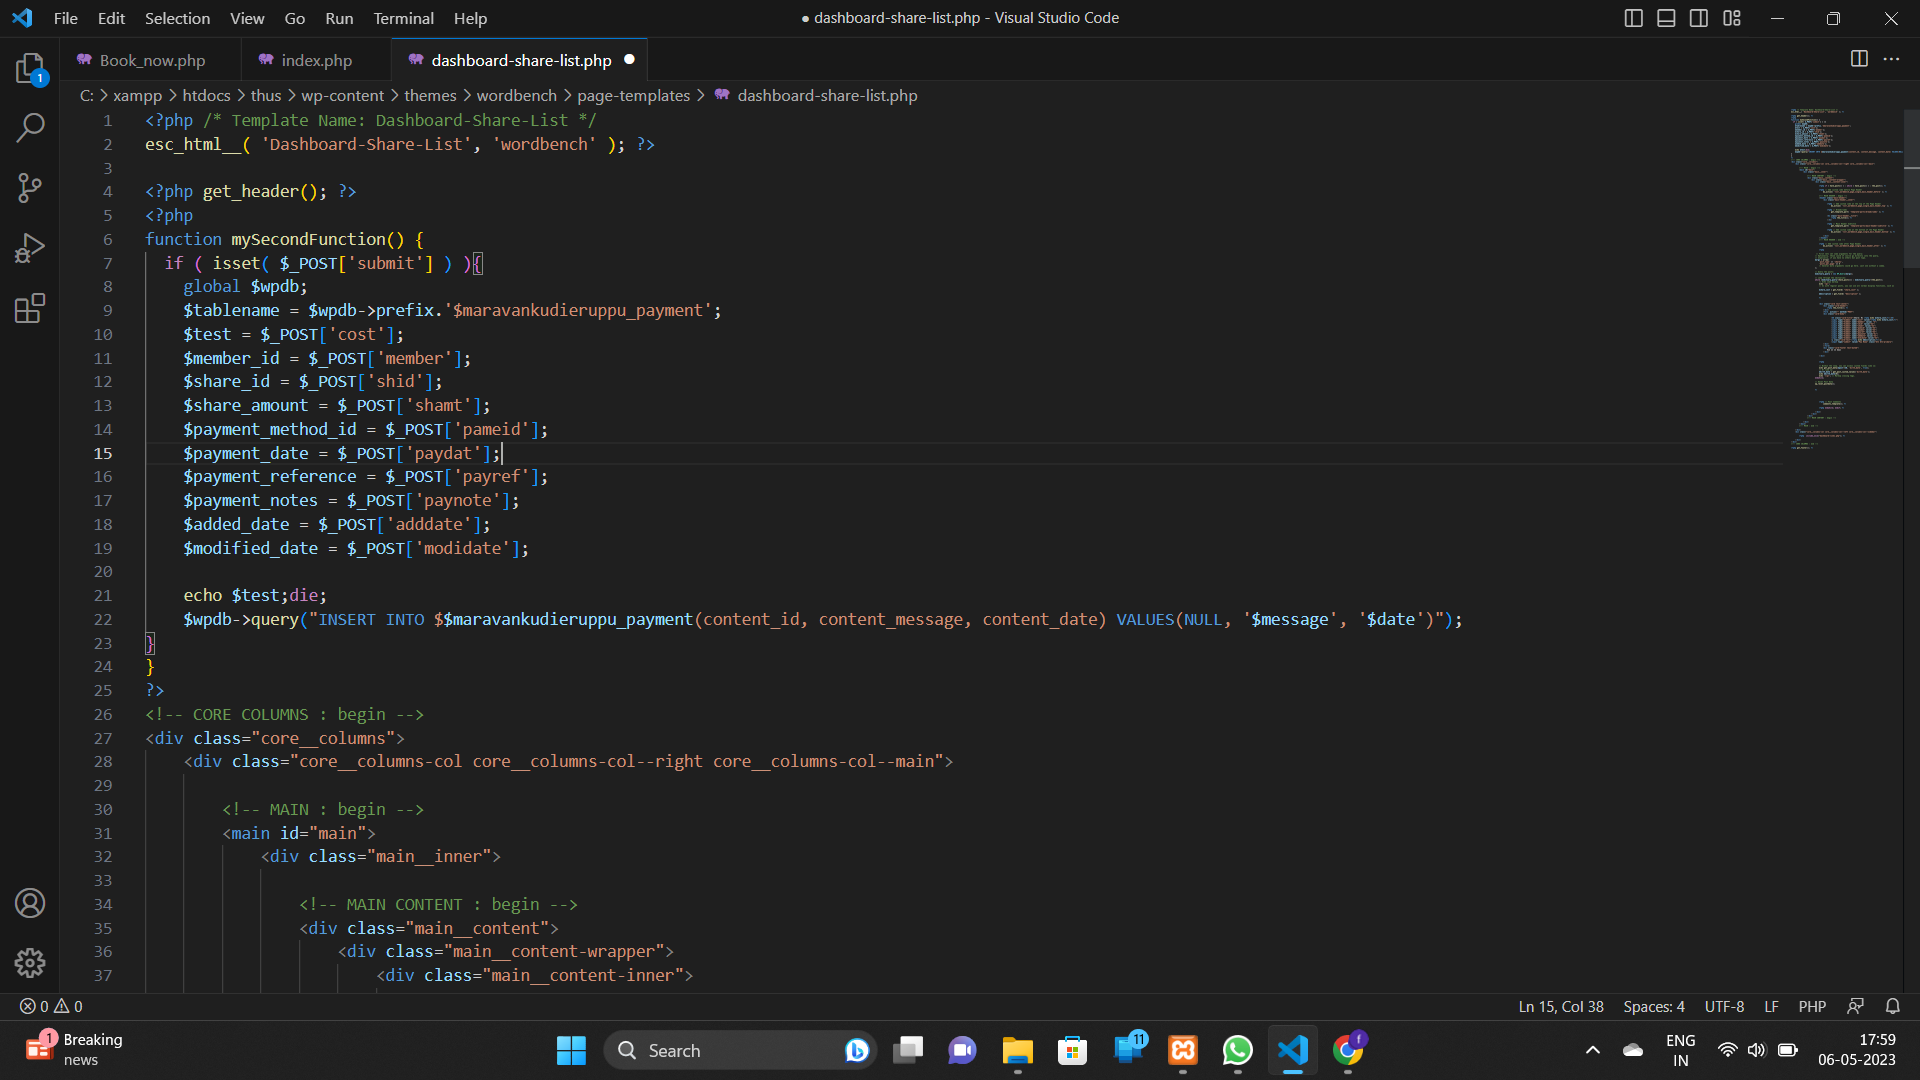 File Edit Selection View Go Run Terminal Help
● dashboard-share-list.php - Visual Studio Code
1
Book_now.php
index.php
dashboard-share-list.php
C: > xampp > htdocs > thus > wp-content > themes > wordbench > page-templates > dashboard-share-list.php
1 <?php /* Template Name: Dashboard-Share-List */
2 esc_html__( 'Dashboard-Share-List', 'wordbench' ); ?>
3
4 <?php get_header(); ?>
5 <?php
6 function mySecondFunction() {
7 if ( isset( $_POST['submit'] ) ){
8 global $wpdb;
9 $tablename = $wpdb->prefix.'$maravankudieruppu_payment';
10 $test = $_POST['cost'];
11 $member_id = $_POST['member'];
12 $share_id = $_POST['shid'];
13 $share_amount = $_POST['shamt'];
14 $payment_method_id = $_POST['pameid'];
15 $payment_date = $_POST['paydat'];
16 $payment_reference = $_POST['payref'];
17 $payment_notes = $_POST['paynote'];
18 $added_date = $_POST['adddate'];
19 $modified_date = $_POST['modidate'];
20
21 echo $test;die;
22 $wpdb->query("INSERT INTO $$maravankudieruppu_payment(content_id, content_message, content_date) VALUES(NULL, '$message', '$date')");
23 }
24 }
25 ?>
26 <!-- CORE COLUMNS : begin -->
27 <div class="core__columns">
28 <div class="core__columns-col core__columns-col--right core__columns-col--main">
29
30 <!-- MAIN : begin -->
31 <main id="main">
32 <div class="main__inner">
33
34 <!-- MAIN CONTENT : begin -->
35 <div class="main__content">
36 <div class="main__content-wrapper">
37 <div class="main__content-inner">
0 0
Ln 15, Col 38 Spaces: 4 UTF-8 LF PHP
1
Breaking
news
Search
11
f
ENG
IN
17:59
06-05-2023